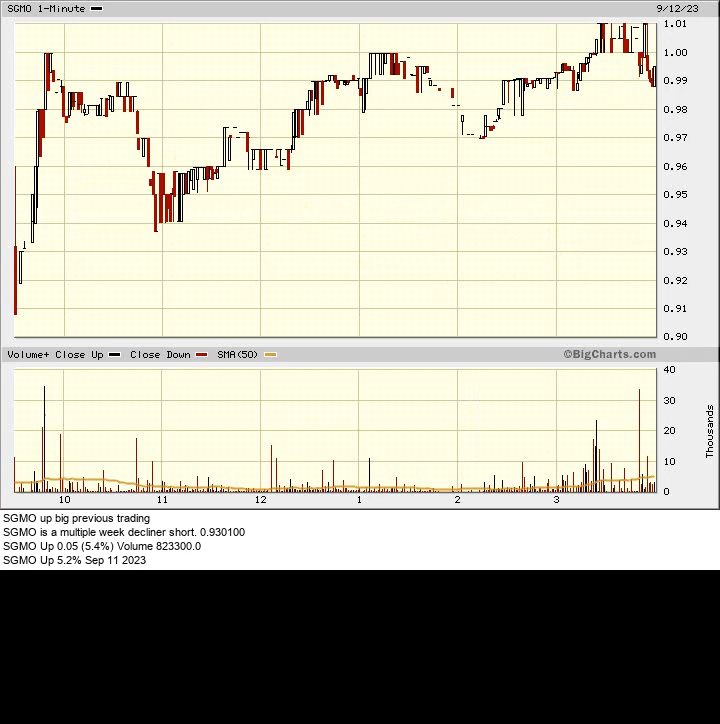 SGMO 1-Minute 9/12/23
1.01
1.00
0.99
0.98
0.97
0.96
0.95
0.94
0.93
0.92
0.91
0.90
Volume+ Close Up Close Down SMA(50) ©BigCharts.com
40
30
20
10
0
Thousands
10 11 12 1 2 3
SGMO up big previous trading
SGMO is a multiple week decliner short. 0.930100
SGMO Up 0.05 (5.4%) Volume 823300.0
SGMO Up 5.2% Sep 11 2023